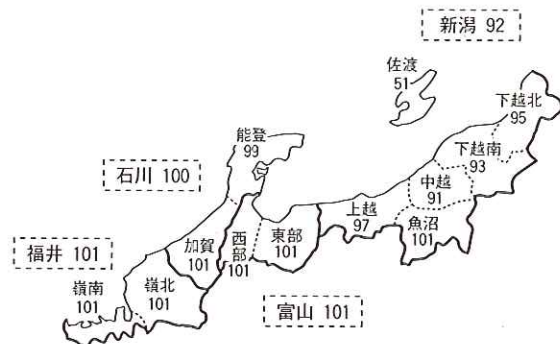 新潟 92
佐渡
51
下越北
95
能登
99
下越南
93
石川 100
中越
91
上越
97
魚沼
101
加賀
101
西部
101
東部
101
福井 101
嶺南
101
嶺北
101
富山 101